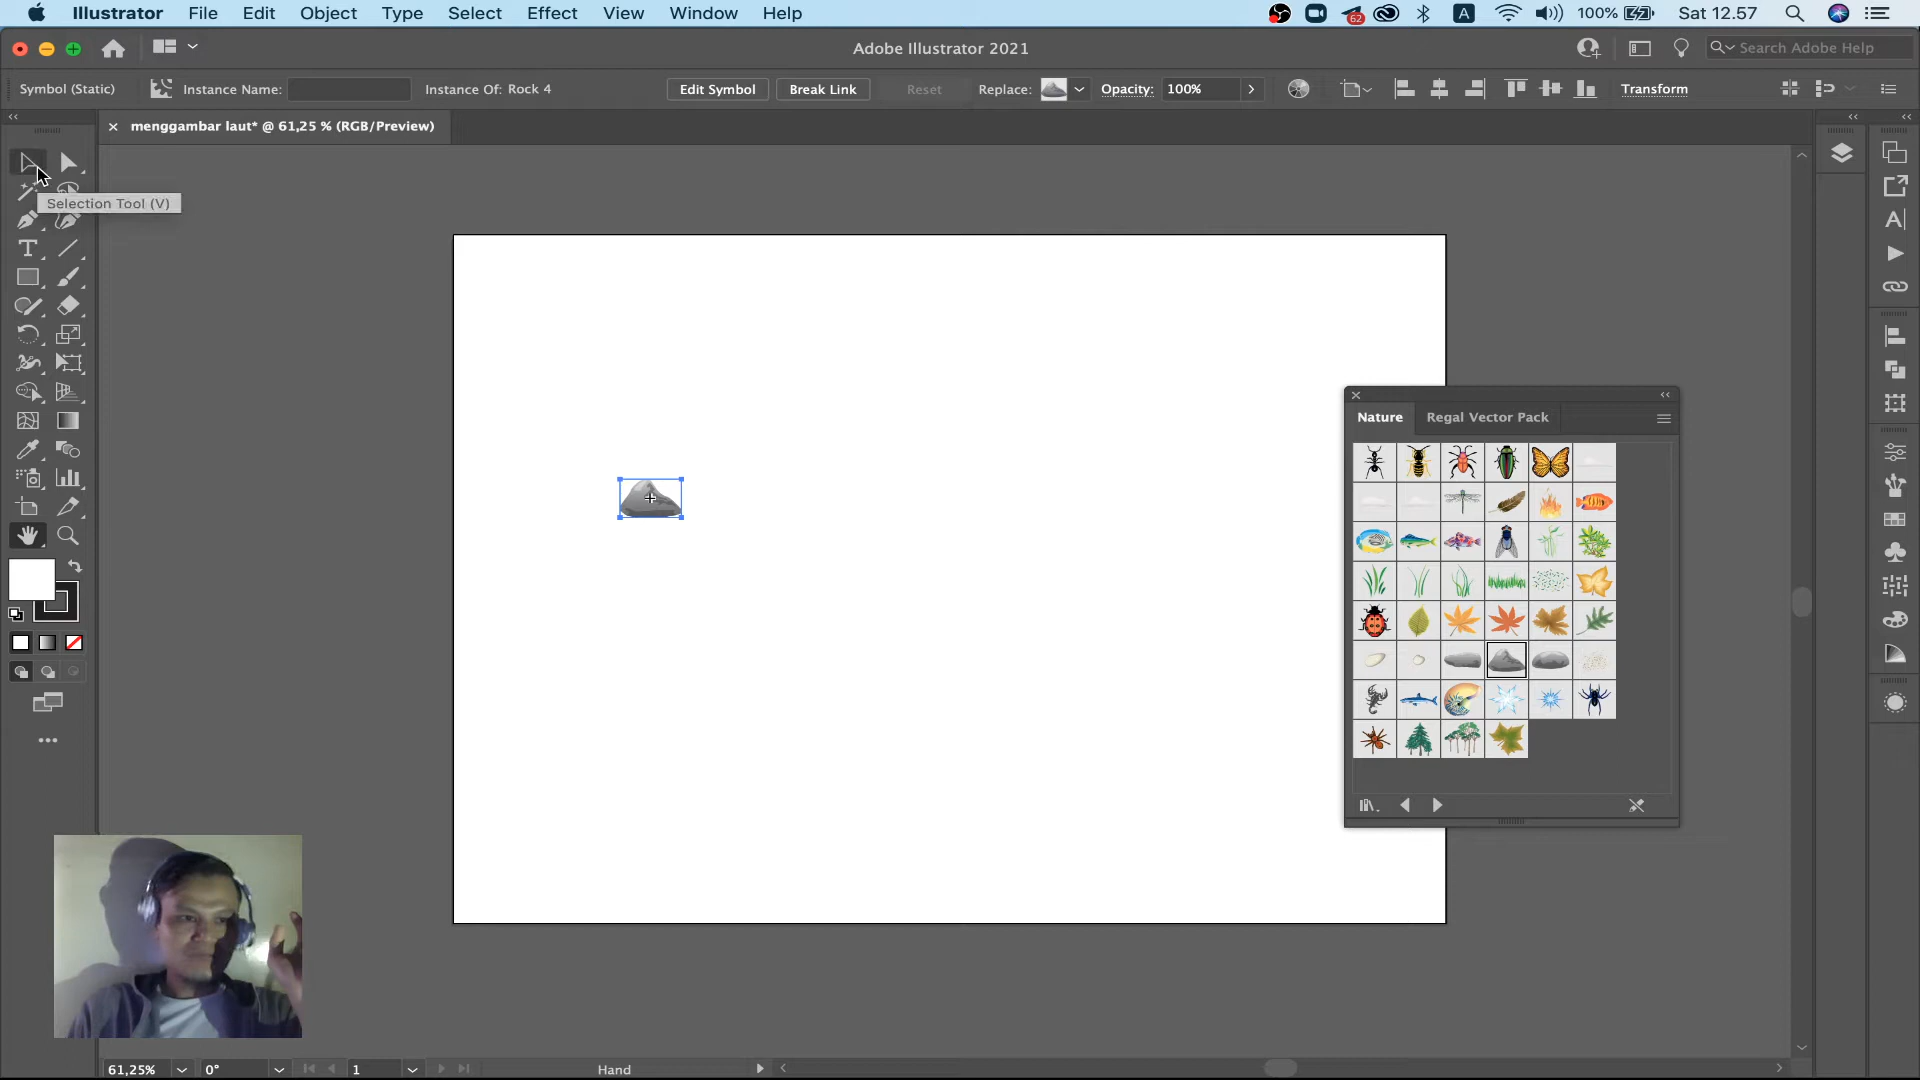 Illustrator File Edit Object Type Select Effect View Window Help
62 A 100% Sat 12.57
Adobe Illustrator 2021
Search Adobe Help
Symbol (Static) Instance Name: Instance Of: Rock 4 Edit Symbol Break Link Reset Replace: Opacity: 100% Transform
menggambar laut* @ 61,25 % (RGB/Preview)
Selection Tool (V)
Nature Regal Vector Pack
61,25% 0° 1 Hand